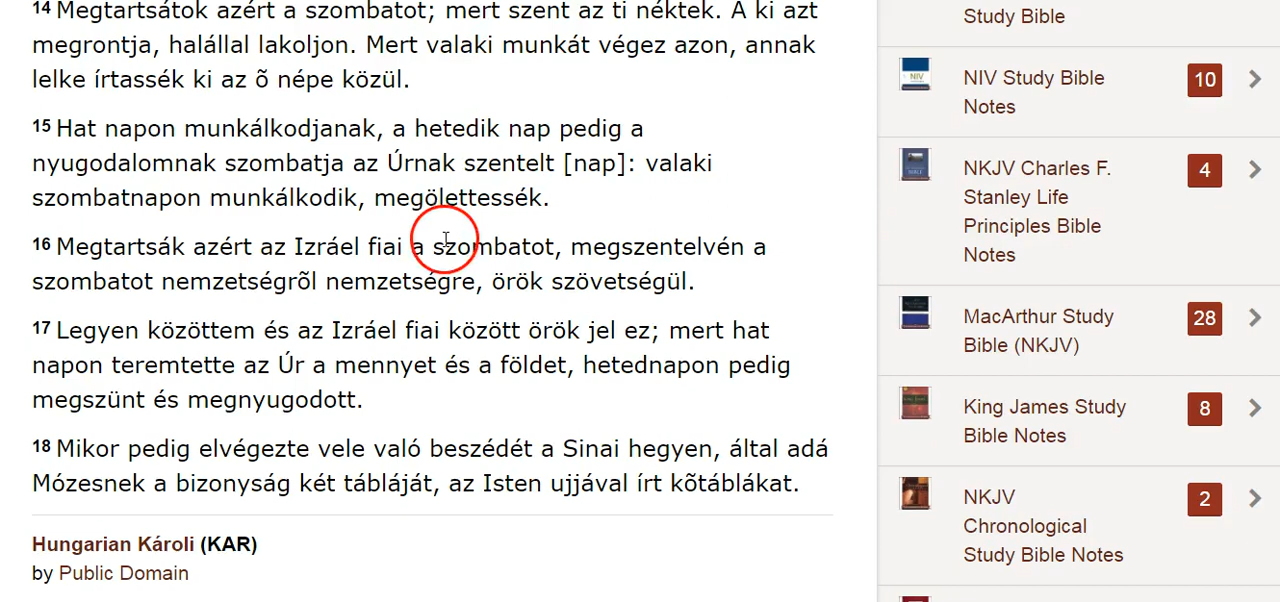 14 Megtartsátok azért a szombatot; mert szent az ti néktek. A ki azt
megrontja, halállal lakoljon. Mert valaki munkát végez azon, annak
lelke írtassék ki az õ népe közül.
15 Hat napon munkálkodjanak, a hetedik nap pedig a
nyugodalomnak szombatja az Úrnak szentelt [nap]: valaki
szombatnapon munkálkodik, megölettessék.
16 Megtartsák azért az Izráel fiai a szombatot, megszentelvén a
szombatot nemzetségrõl nemzetségre, örök szövetségül.
17 Legyen közöttem és az Izráel fiai között örök jel ez; mert hat
napon teremtette az Úr a mennyet és a földet, hetednapon pedig
megszünt és megnyugodott.
18 Mikor pedig elvégezte vele való beszédét a Sinai hegyen, által adá
Mózesnek a bizonyság két tábláját, az Isten ujjával írt kõtáblákat.
Hungarian Károli (KAR)
by Public Domain
Study Bible
NIV Study Bible
Notes
10
NKJV Charles F.
Stanley Life
Principles Bible
Notes
4
MacArthur Study
Bible (NKJV)
28
King James Study
Bible Notes
8
NKJV
Chronological
Study Bible Notes
2